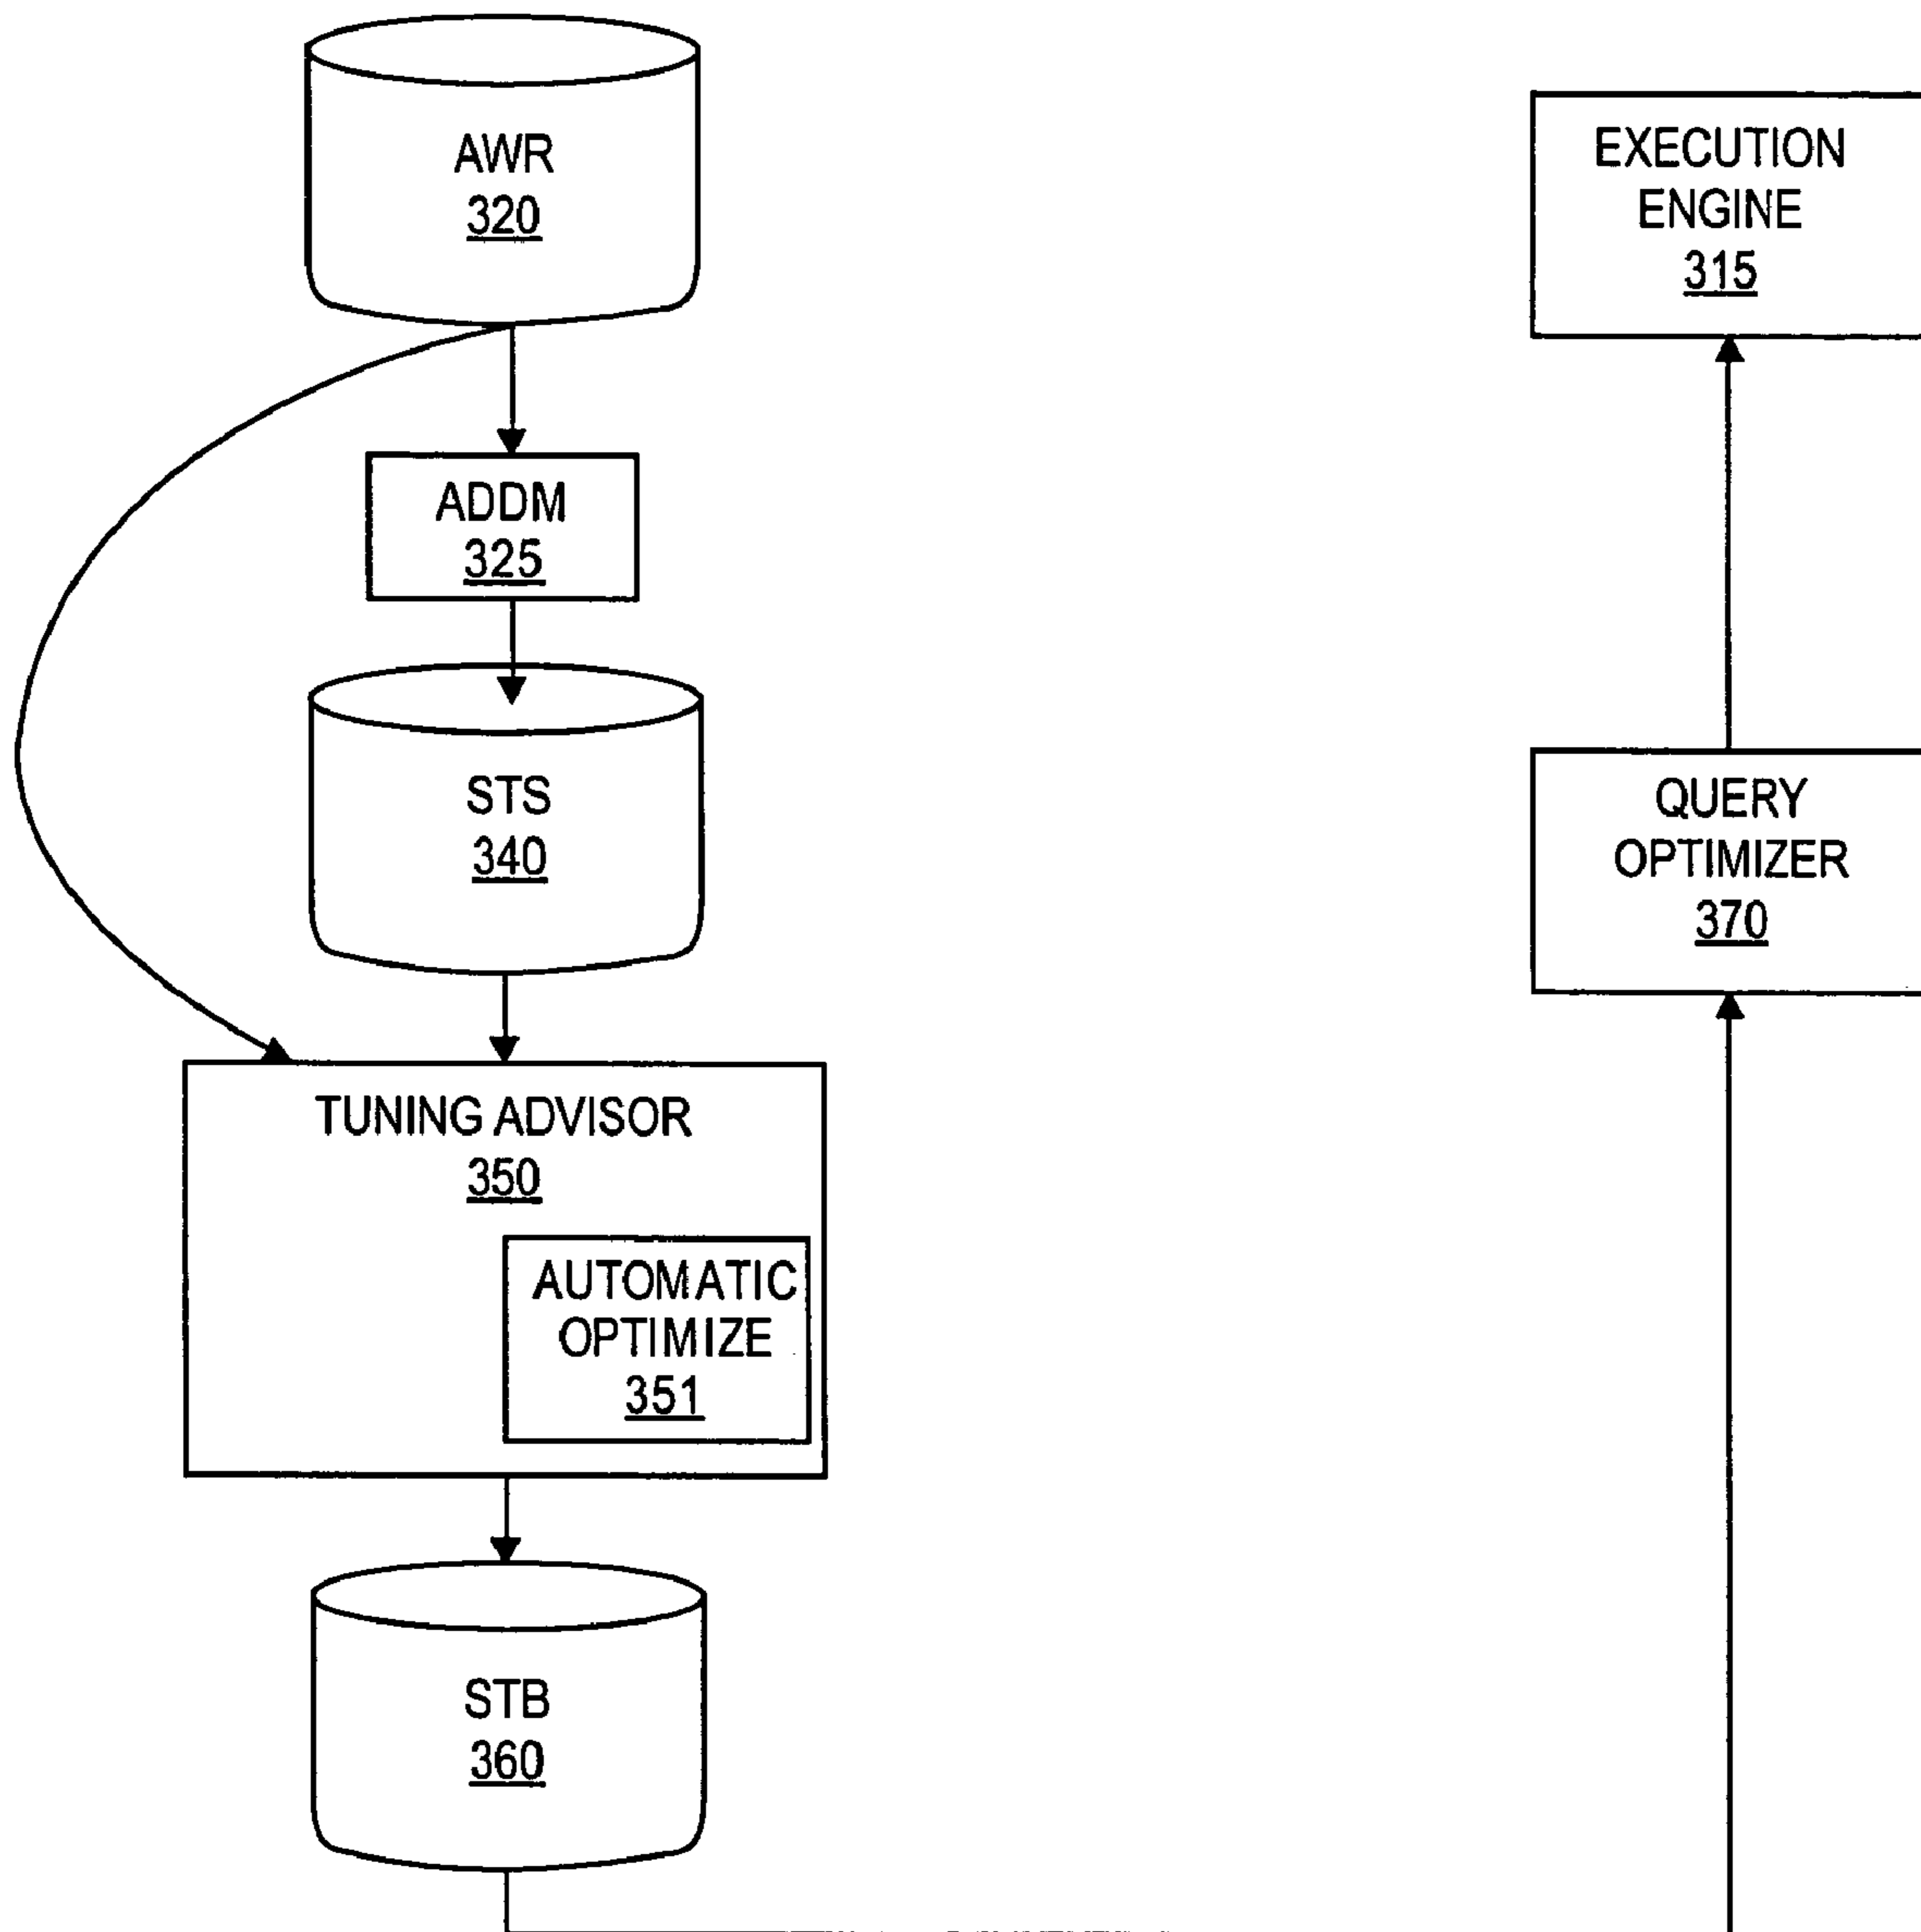 AWR
320
ADDM
325
STS
340
TUNING ADVISOR
350
AUTOMATIC
OPTIMIZE
351
STB
360
EXECUTION
ENGINE
315
QUERY
OPTIMIZER
370